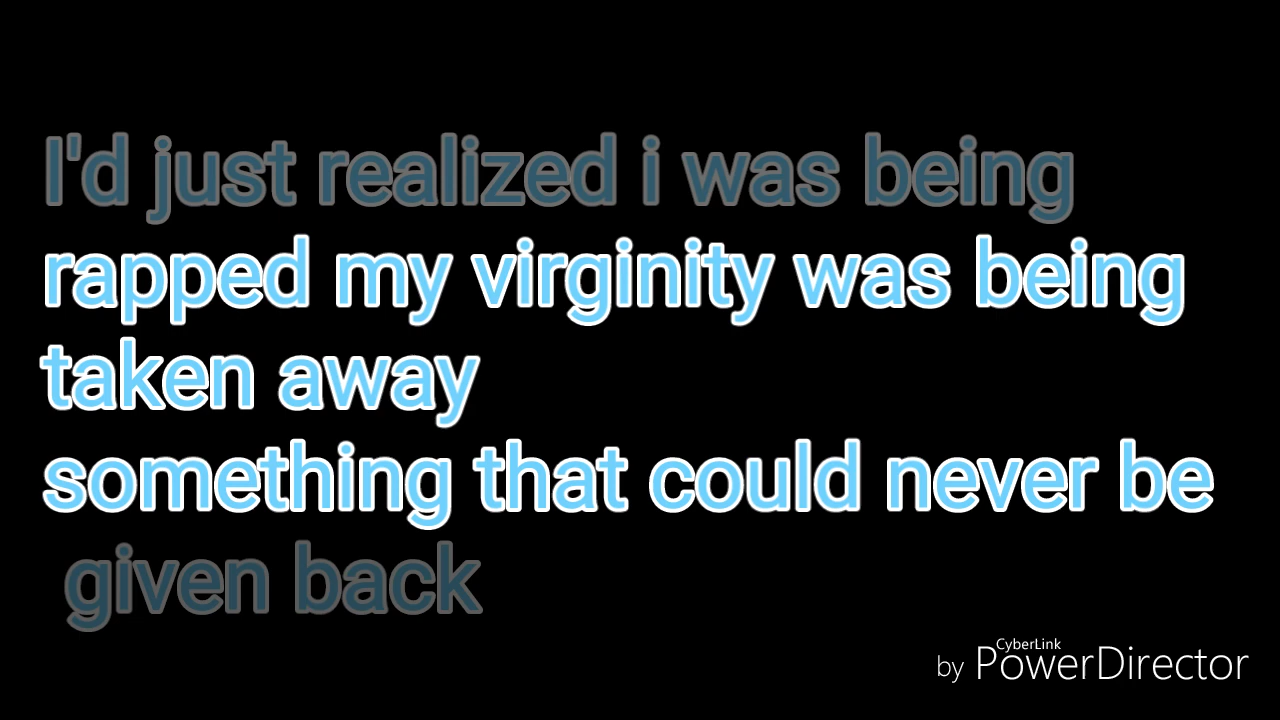 I'd just realized i was being
rapped my virginity was being
taken away
something that could never be
given back
CyberLink
by PowerDirector